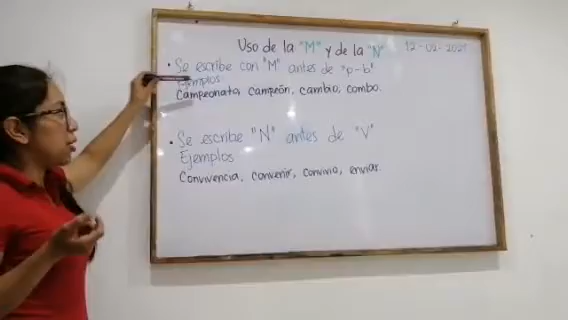 Uso de la "M" y de la "N" 12-02-2021
• Se escribe con "M" antes de "p-b"
Ejemplos
Campeonato, campeón, cambio, combo.
• Se escribe "N" antes de "V"
Ejemplos
Convivencia, convenir, convivio, enviar.